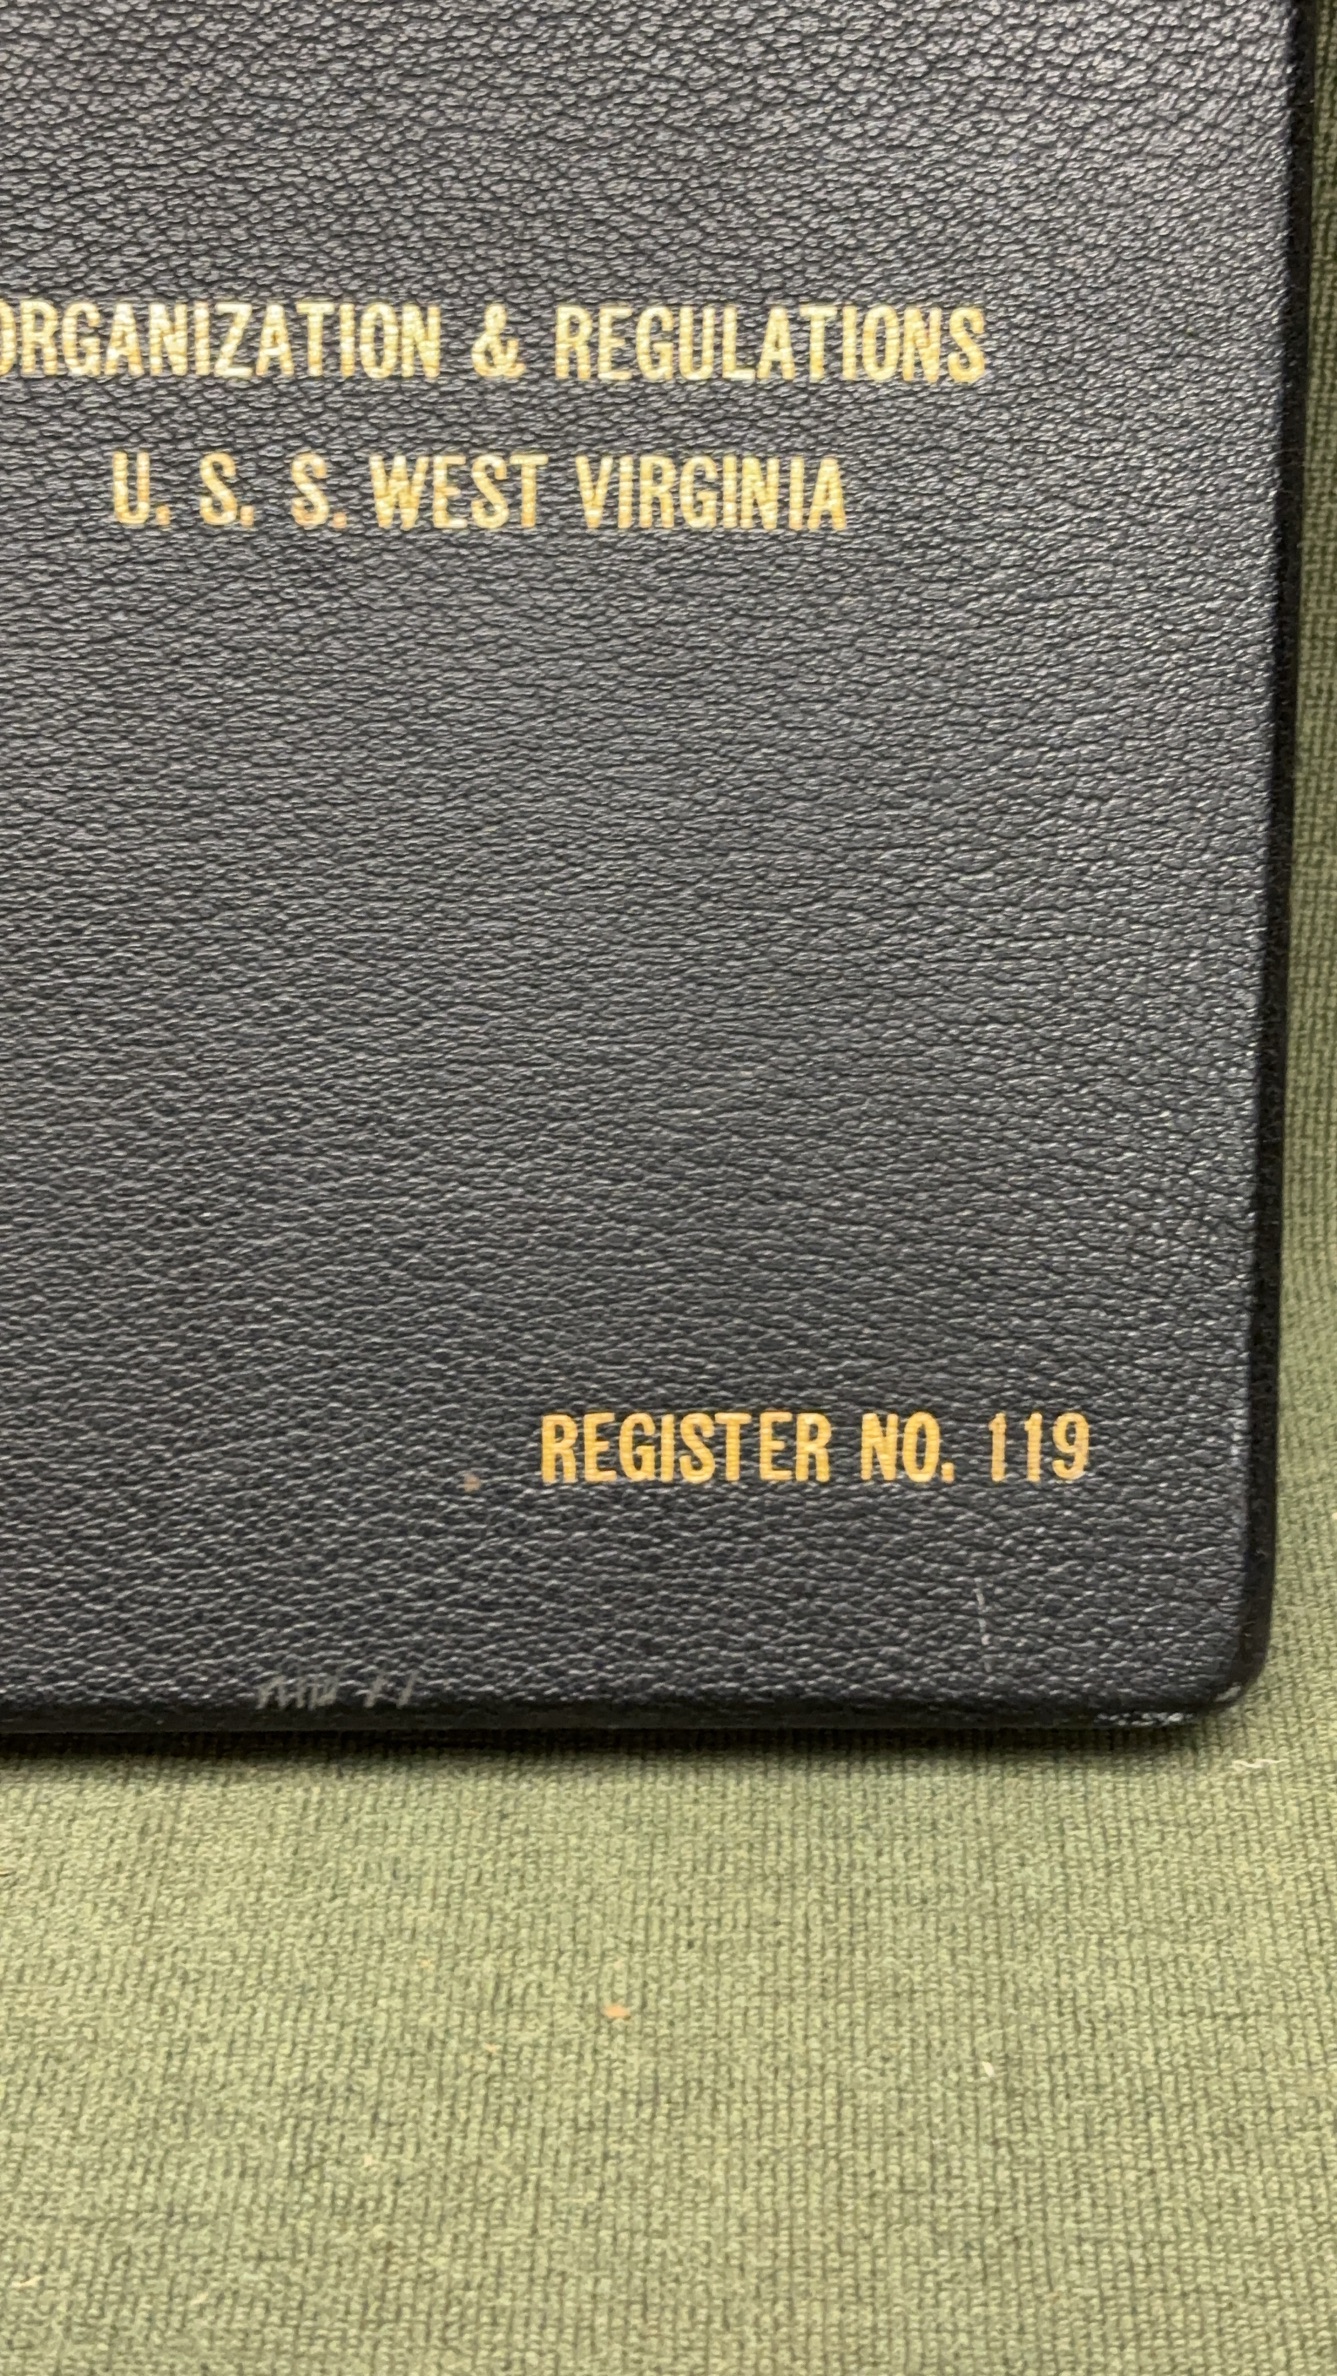 ORGANIZATION & REGULATIONS
U. S. S. WEST VIRGINIA
REGISTER NO. 119